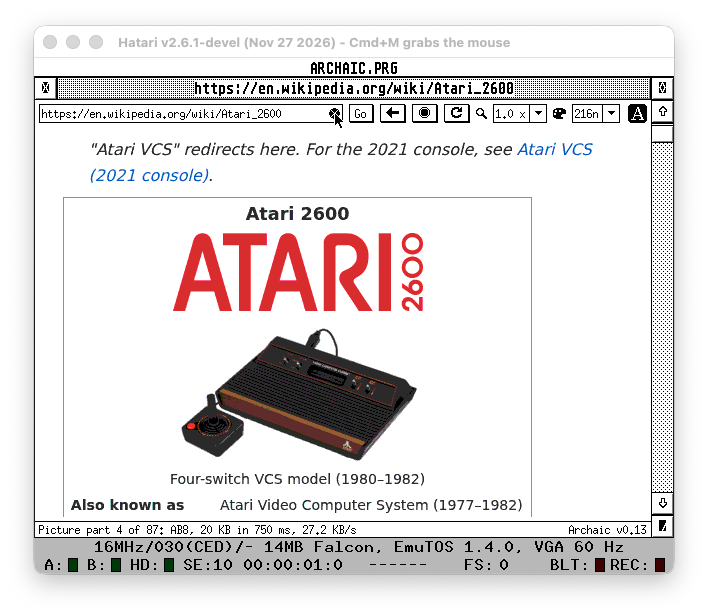 Hatari v2.6.1-devel (Nov 27 2026) - Cmd+M grabs the mouse
ARCHAIC.PRG
https://en.wikipedia.org/wiki/Atari_2600
https://en.wikipedia.org/wiki/Atari_2600 Go 1.0 x 216n A
"Atari VCS" redirects here. For the 2021 console, see Atari VCS
(2021 console).
Atari 2600
ATARI 2600
Four-switch VCS model (1980–1982)
Also known as Atari Video Computer System (1977–1982)
Picture part 4 of 87: AB8, 20 KB in 750 ms, 27.2 KB/s Archaic v0.13
16MHz/030(CED)/- 14MB Falcon, EmuTOS 1.4.0, VGA 60 Hz
A: B: HD: SE:10 00:00:01:0 ------ FS: 0 BLT: REC: